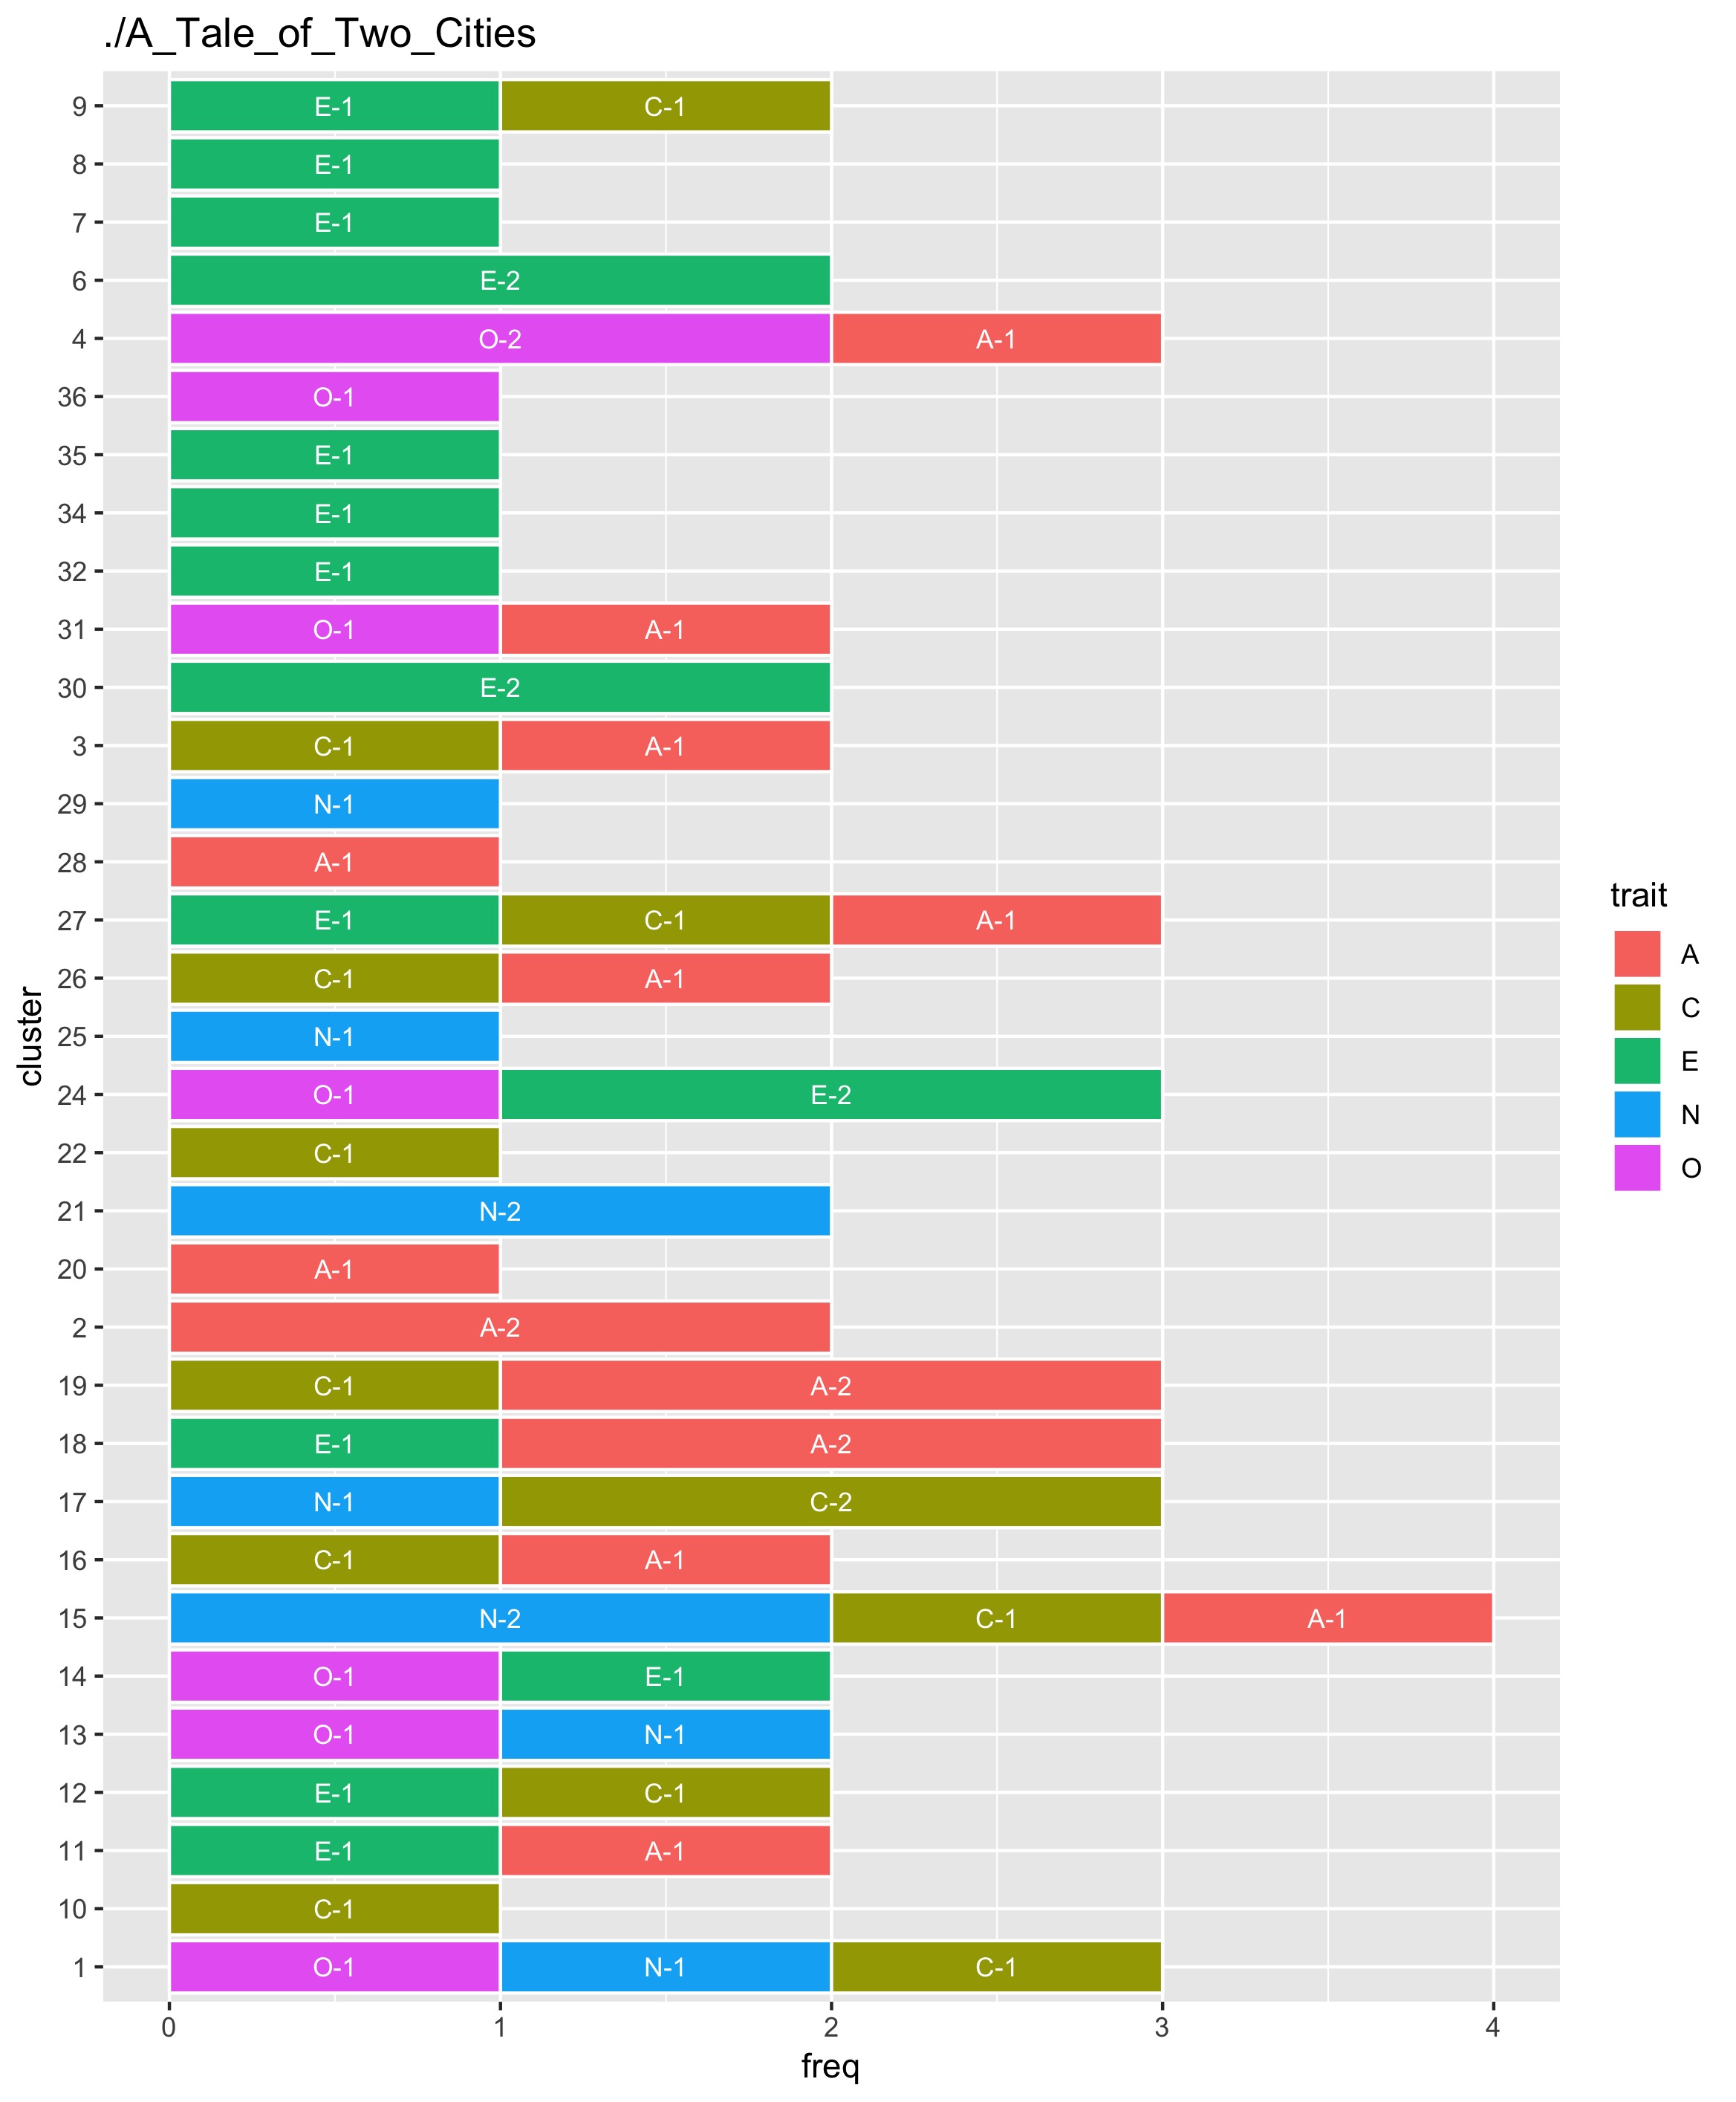 ./A_Tale_of_Two_Cities
9 E-1 C-1
8 E-1
7 E-1
6 E-2
4 O-2 A-1
36 O-1
35 E-1
34 E-1
32 E-1
31 O-1 A-1
30 E-2
3 C-1 A-1
29 N-1
28 A-1
27 E-1 C-1 A-1
26 C-1 A-1
25 N-1
24 O-1 E-2
22 C-1
21 N-2
20 A-1
2 A-2
19 C-1 A-2
18 E-1 A-2
17 N-1 C-2
16 C-1 A-1
15 N-2 C-1 A-1
14 O-1 E-1
13 O-1 N-1
12 E-1 C-1
11 E-1 A-1
10 C-1
1 O-1 N-1 C-1
0 1 2 3 4
freq
cluster
trait
A
C
E
N
O